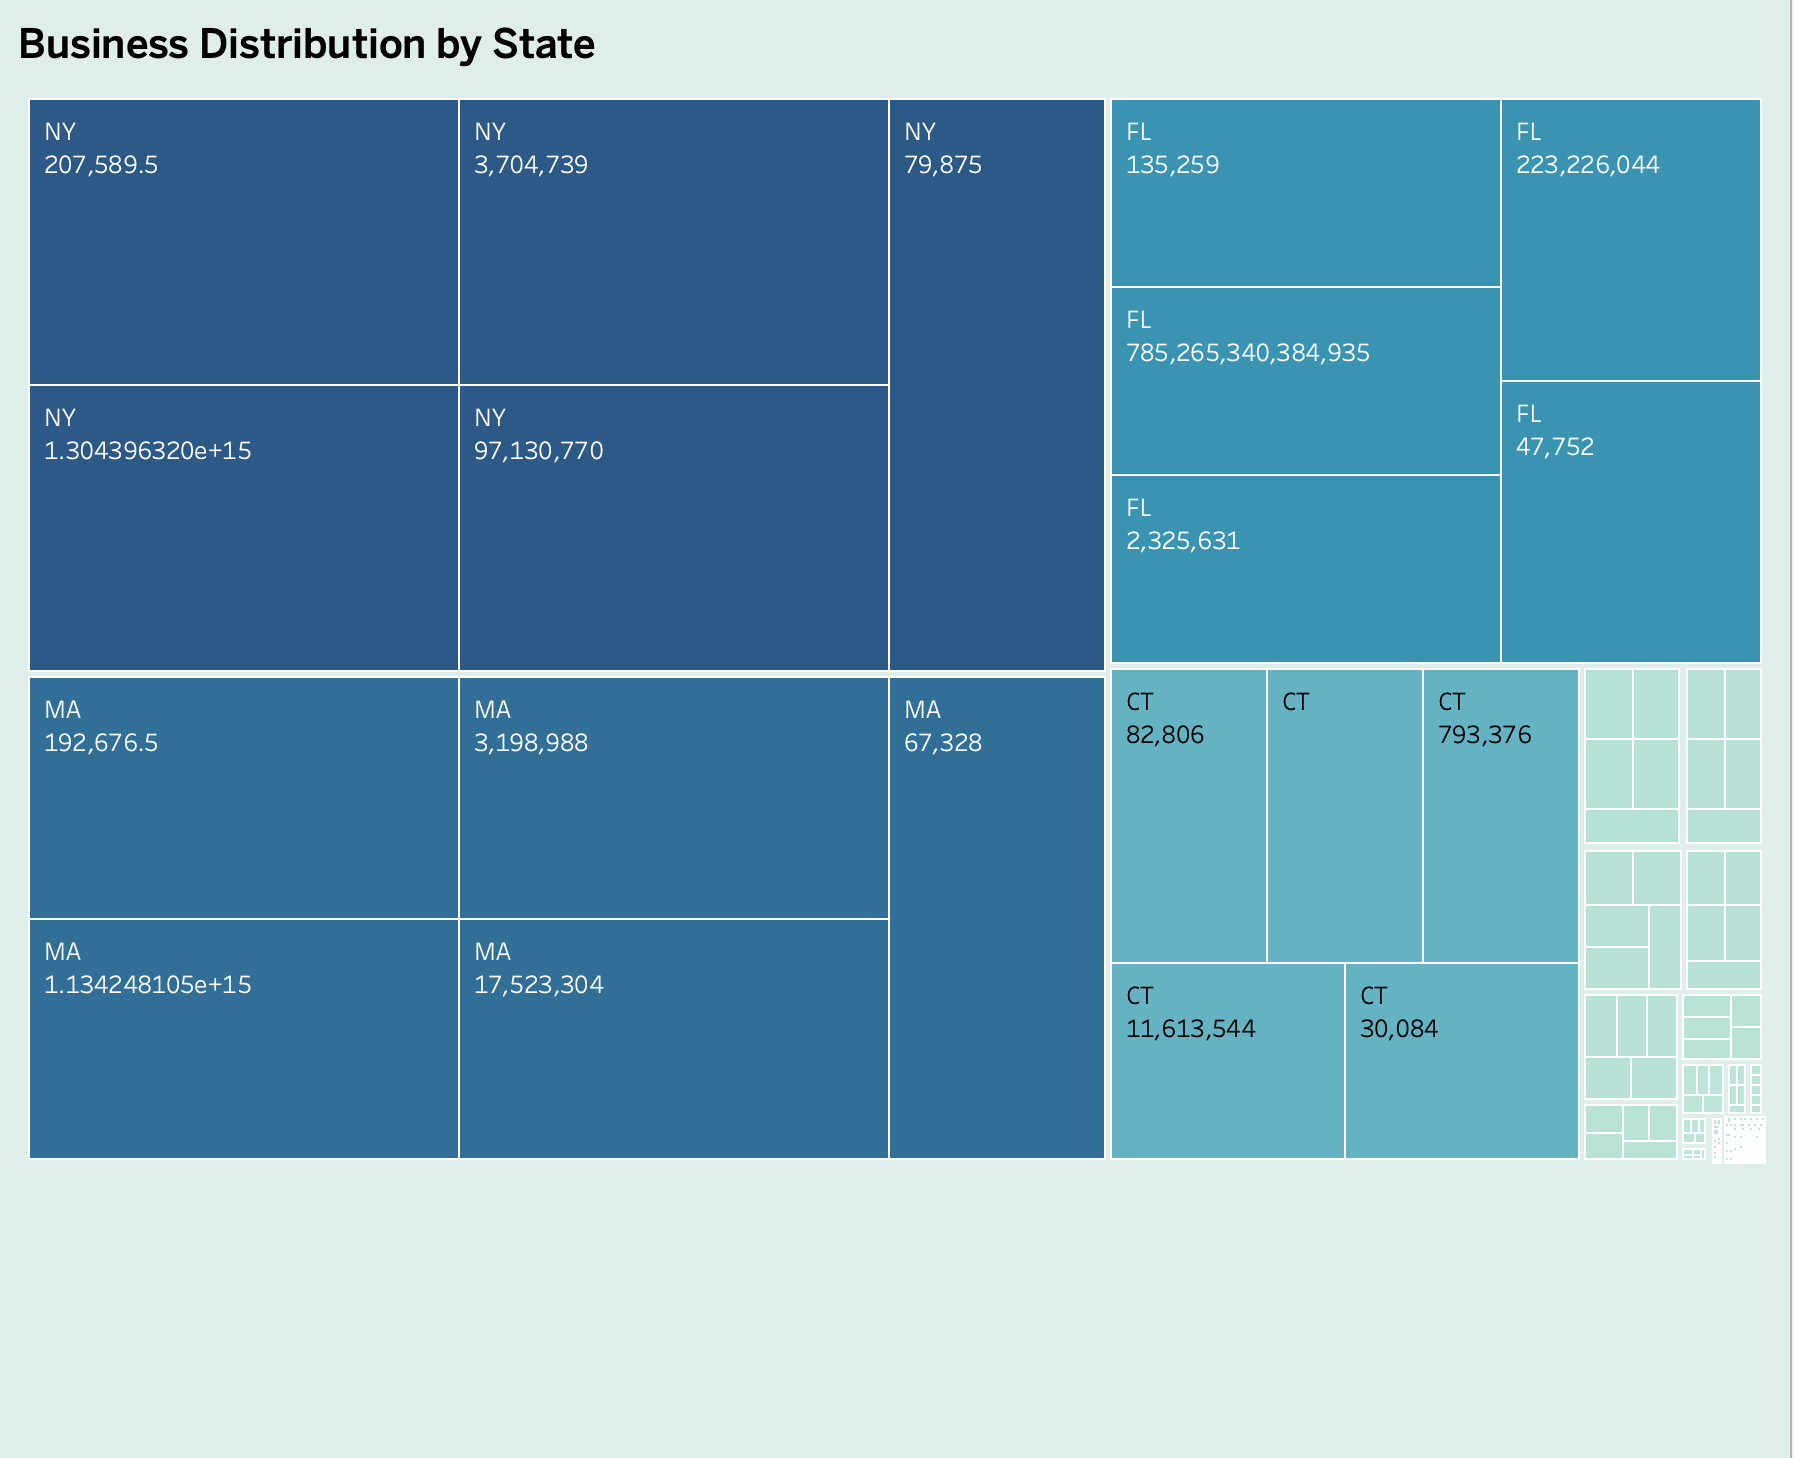 Business Distribution by State
NY
207,589.5
NY
3,704,739
NY
79,875
NY
1.304396320e+15
NY
97,130,770
MA
192,676.5
MA
3,198,988
MA
67,328
MA
1.134248105e+15
MA
17,523,304
FL
135,259
FL
223,226,044
FL
785,265,340,384,935
FL
47,752
FL
2,325,631
CT
82,806
CT
CT
793,376
CT
11,613,544
CT
30,084